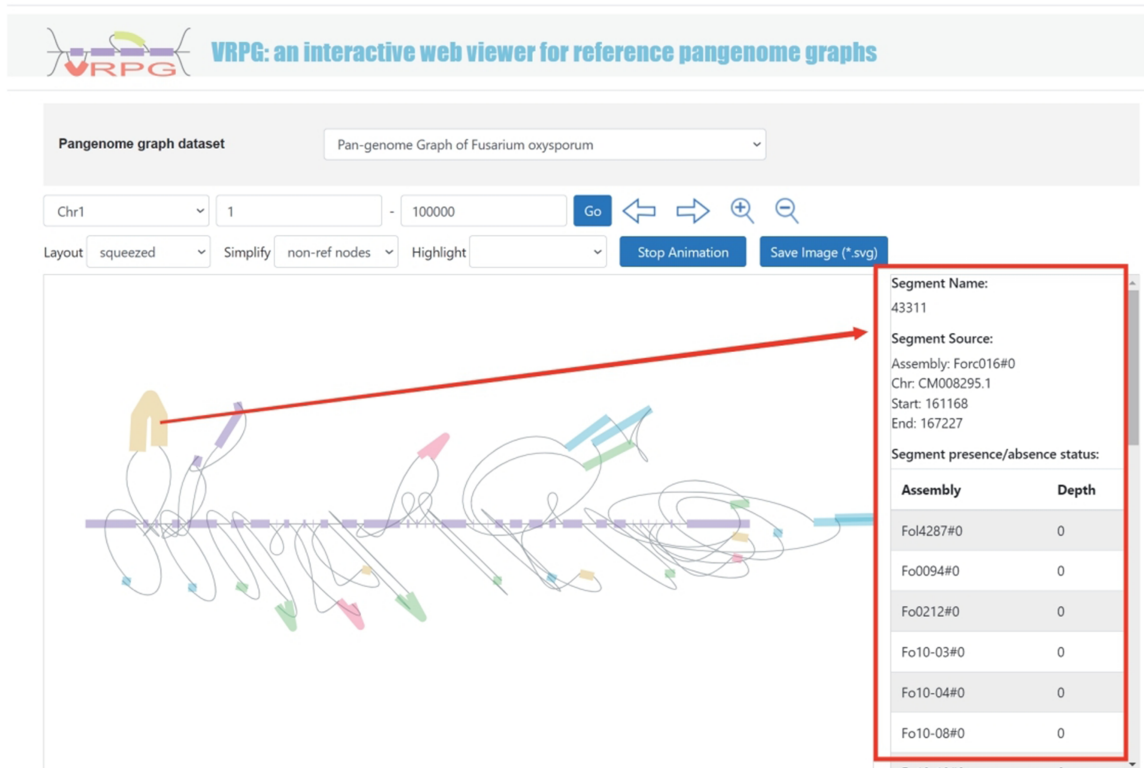 VRPG
VRPG: an interactive web viewer for reference pangenome graphs
Pangenome graph dataset
Pan-genome Graph of Fusarium oxysporum
Chr1 1 - 100000 Go
Layout squeezed Simplify non-ref nodes Highlight Stop Animation Save Image (*.svg)
Segment Name:
43311
Segment Source:
Assembly: Forc016#0
Chr: CM008295.1
Start: 161168
End: 167227
Segment presence/absence status:
Assembly Depth
Fol4287#0 0
Fo0094#0 0
Fo0212#0 0
Fo10-03#0 0
Fo10-04#0 0
Fo10-08#0 0